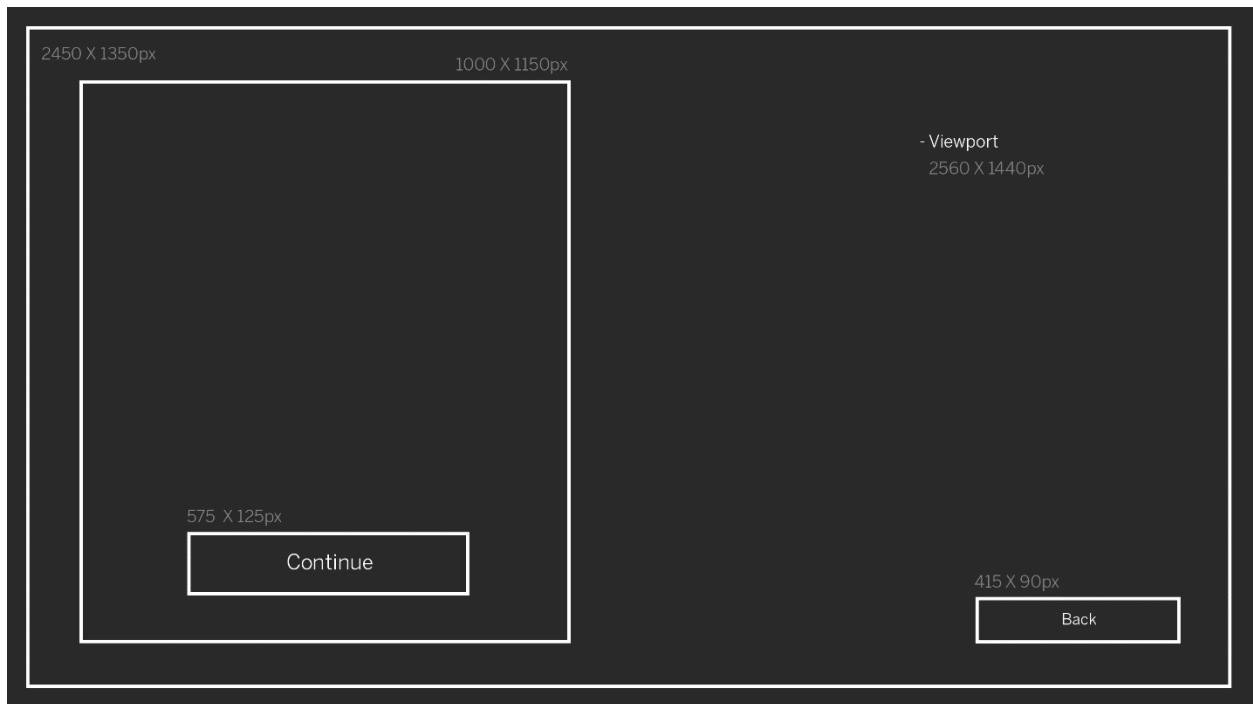 2450 X 1350px
1000 X 1150px
- Viewport
2560 X 1440px
575 X 125px
Continue
415 X 90px
Back